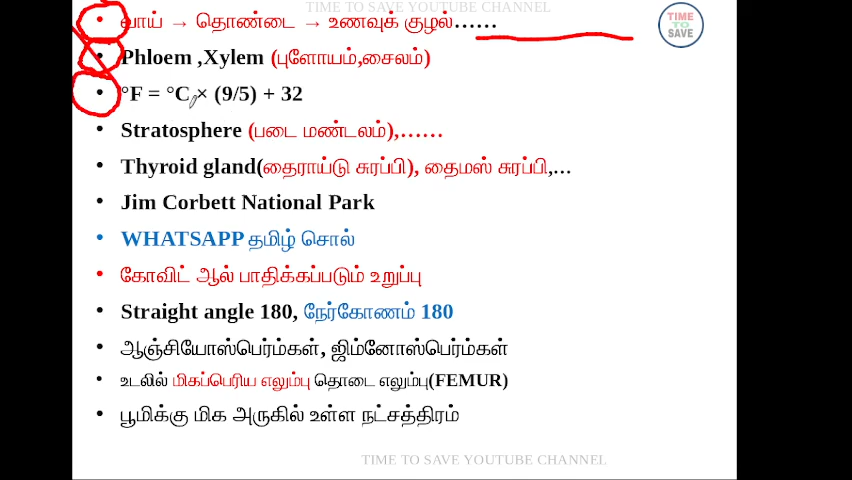 TIME TO SAVE YOUTUBE CHANNEL
வாய் → தொண்டை → உணவுக் குழல்……
TIME TO SAVE
Phloem ,Xylem (புளோயம்,சைலம்)
°F = °C × (9/5) + 32
Stratosphere (படை மண்டலம்),……
Thyroid gland(தைராய்டு சுரப்பி), தைமஸ் சுரப்பி,…
Jim Corbett National Park
WHATSAPP தமிழ் சொல்
கோவிட் ஆல் பாதிக்கப்படும் உறுப்பு
Straight angle 180, நேர்கோணம் 180
ஆஞ்சியோஸ்பெர்ம்கள், ஜிம்னோஸ்பெர்ம்கள்
உடலில் மிகப்பெரிய எலும்பு தொடை எலும்பு(FEMUR)
பூமிக்கு மிக அருகில் உள்ள நட்சத்திரம்
TIME TO SAVE YOUTUBE CHANNEL